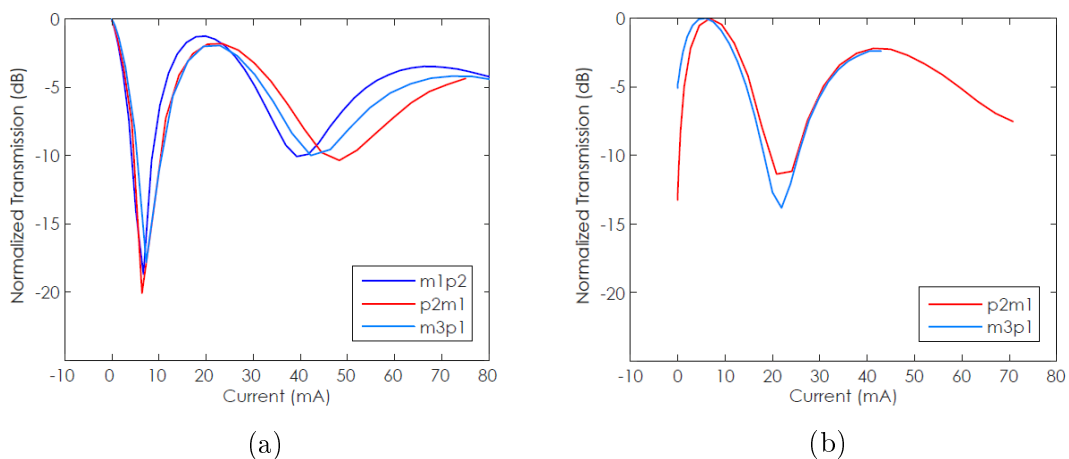 0
-5
-10
-15
-20
Normalized Transmission (dB)
m1p2
p2m1
m3p1
-10 0 10 20 30 40 50 60 70 80
Current (mA)
(a)
0
-5
-10
-15
-20
Normalized Transmission (dB)
p2m1
m3p1
-10 0 10 20 30 40 50 60 70 80
Current (mA)
(b)